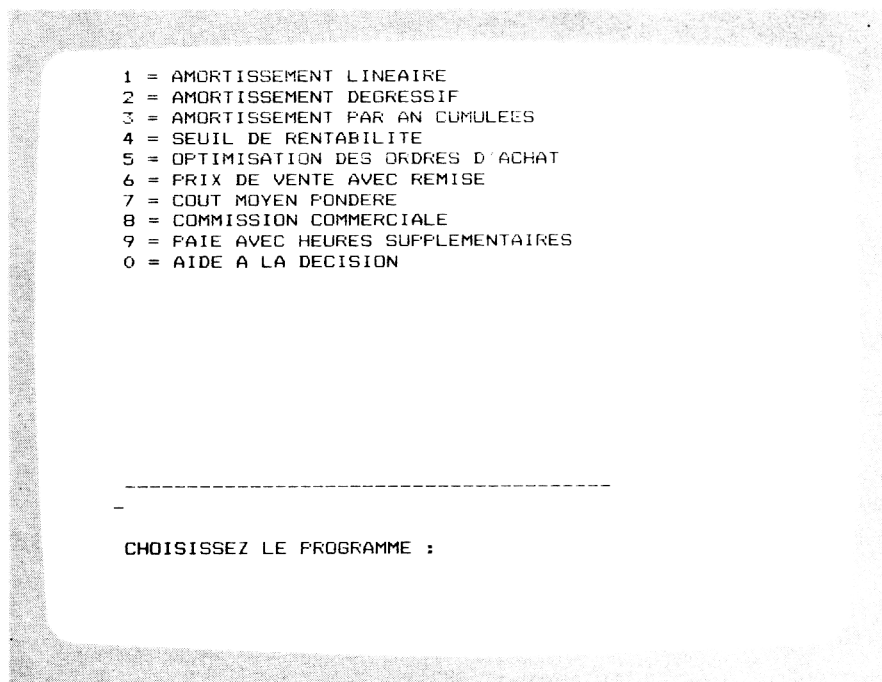 1 = AMORTISSEMENT LINEAIRE
2 = AMORTISSEMENT DEGRESSIF
3 = AMORTISSEMENT PAR AN CUMULEES
4 = SEUIL DE RENTABILITE
5 = OPTIMISATION DES ORDRES D'ACHAT
6 = PRIX DE VENTE AVEC REMISE
7 = COUT MOYEN PONDERE
8 = COMMISSION COMMERCIALE
9 = PAIE AVEC HEURES SUPPLEMENTAIRES
0 = AIDE A LA DECISION
----------------------------------------
_
CHOISISSEZ LE PROGRAMME :